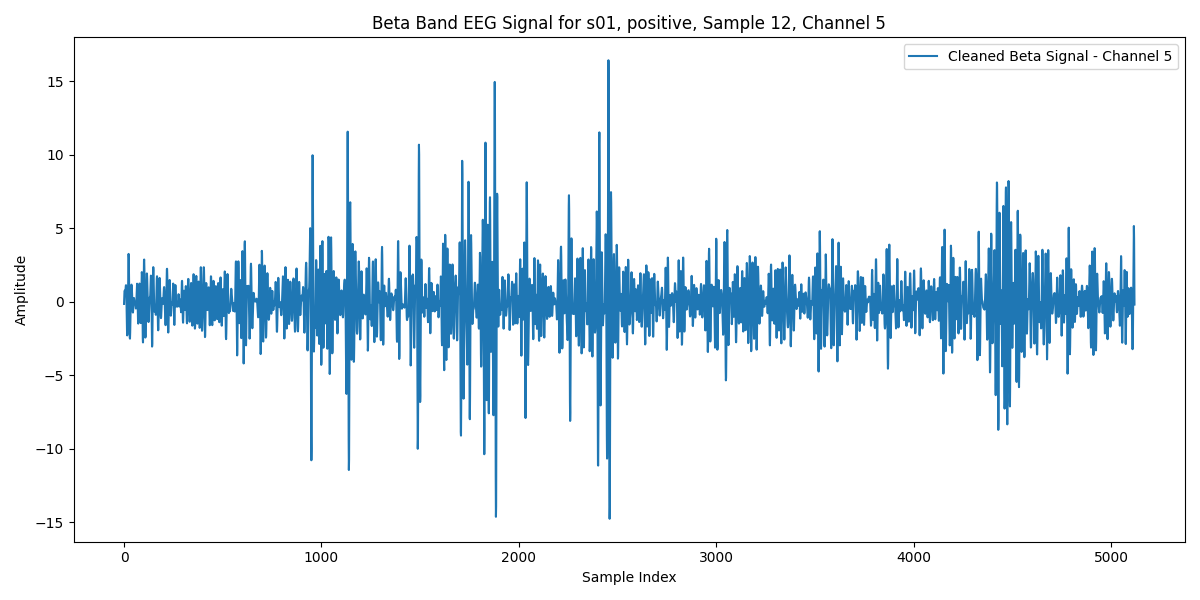 Beta Band EEG Signal for s01, positive, Sample 12, Channel 5
Cleaned Beta Signal - Channel 5
Amplitude
15
10
5
0
−5
−10
−15
0 1000 2000 3000 4000 5000
Sample Index